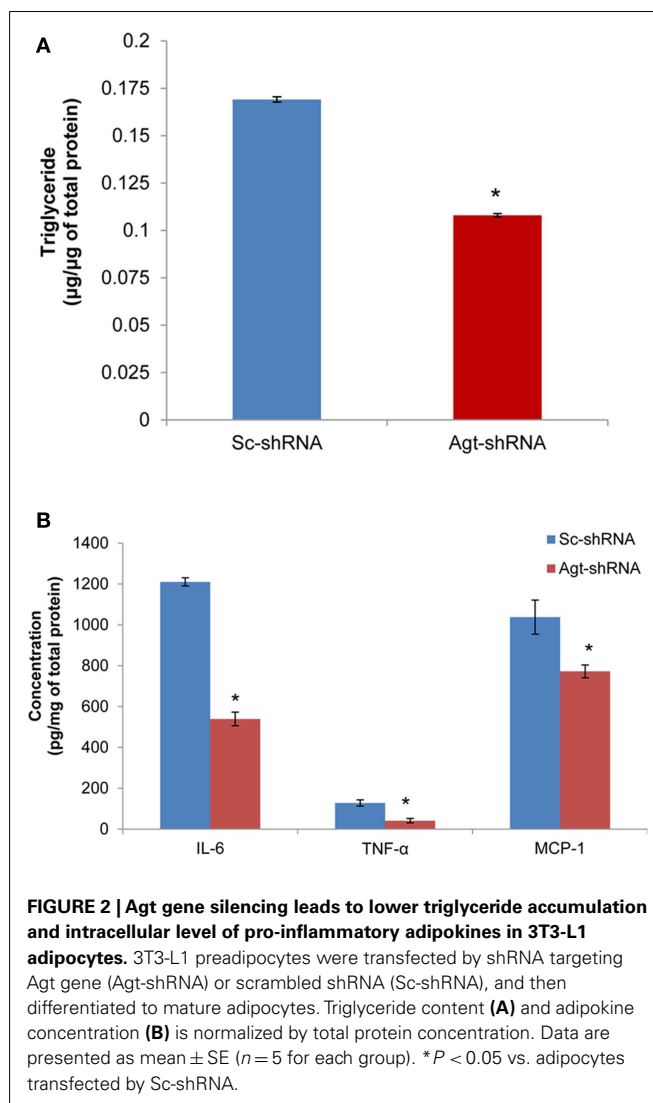 A
Triglyceride
(µg/µg of total protein)
0.2
0.175
0.15
0.125
0.1
0.075
0.05
0.025
0
*
Sc-shRNA Agt-shRNA
B
Concentration
(pg/mg of total protein)
1400
1200
1000
800
600
400
200
0
Sc-shRNA
Agt-shRNA
*
*
*
IL-6 TNF-α MCP-1
FIGURE 2 | Agt gene silencing leads to lower triglyceride accumulation
and intracellular level of pro-inflammatory adipokines in 3T3-L1
adipocytes. 3T3-L1 preadipocytes were transfected by shRNA targeting
Agt gene (Agt-shRNA) or scrambled shRNA (Sc-shRNA), and then
differentiated to mature adipocytes. Triglyceride content (A) and adipokine
concentration (B) is normalized by total protein concentration. Data are
presented as mean ± SE (n = 5 for each group). *P < 0.05 vs. adipocytes
transfected by Sc-shRNA.